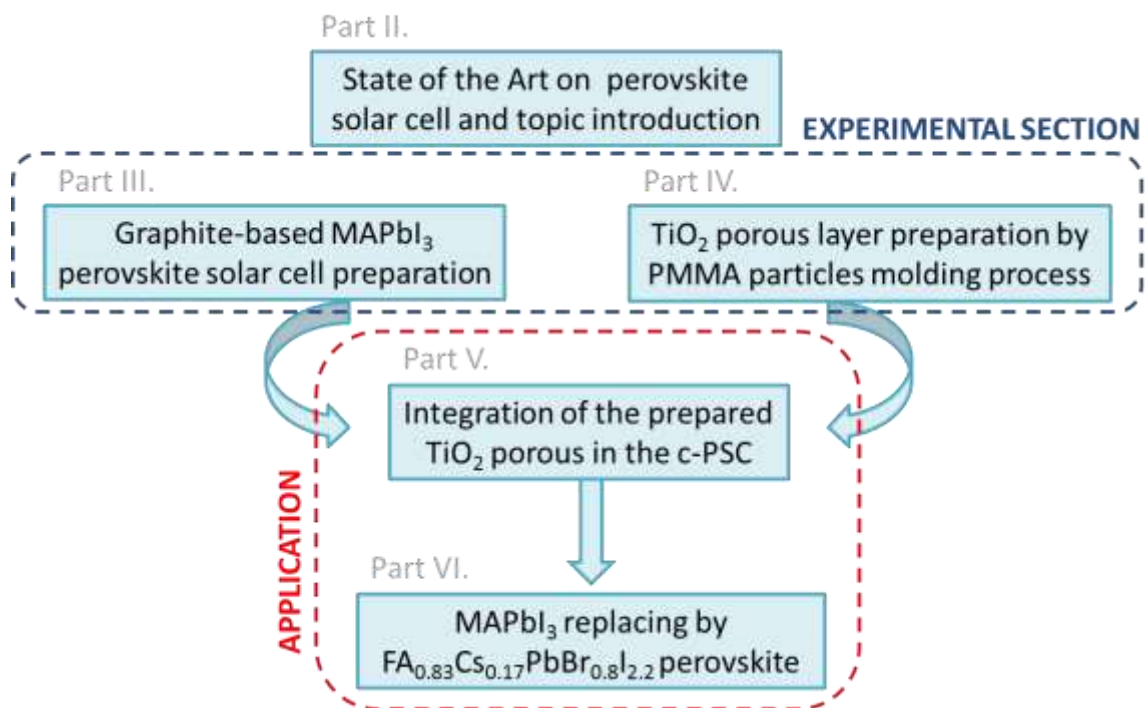 Part II.
State of the Art on perovskite
solar cell and topic introduction
EXPERIMENTAL SECTION
Part III.
Graphite-based MAPbI₃
perovskite solar cell preparation
Part IV.
TiO₂ porous layer preparation by
PMMA particles molding process
APPLICATION
Part V.
Integration of the prepared
TiO₂ porous in the c-PSC
Part VI.
MAPbI₃ replacing by
FA₀.₈₃Cs₀.₁₇PbBr₀.₈I₂.₂ perovskite